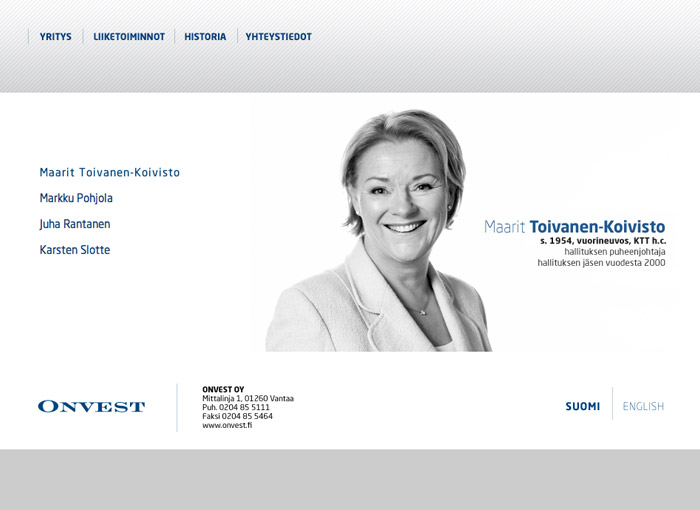 YRITYS
LIIKETOIMINNOT
HISTORIA
YHTEYSTIEDOT
Maarit Toivanen-Koivisto
Markku Pohjola
Juha Rantanen
Karsten Slotte
Maarit Toivanen-Koivisto
s. 1954, vuorineuvos, KTT h.c.
hallituksen puheenjohtaja
hallituksen jäsen vuodesta 2000
ONVEST
ONVEST OY
Mittalinja 1, 01260 Vantaa
Puh. 0204 85 5111
Faksi 0204 85 5464
www.onvest.fi
SUOMI
ENGLISH